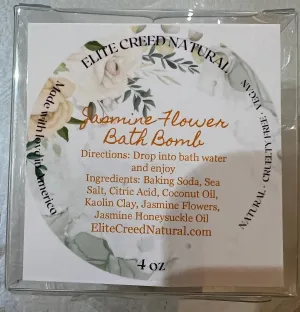 ELITE CREED NATURAL
Jasmine Flower
Bath Bomb
Directions: Drop into bath water
and enjoy
Ingredients: Baking Soda, Sea
Salt, Citric Acid, Coconut Oil,
Kaolin Clay, Jasmine Flowers,
Jasmine Honeysuckle Oil
EliteCreedNatural.com
4 oz
Made with love in America
NATURAL · CRUELTY FREE · VEGAN